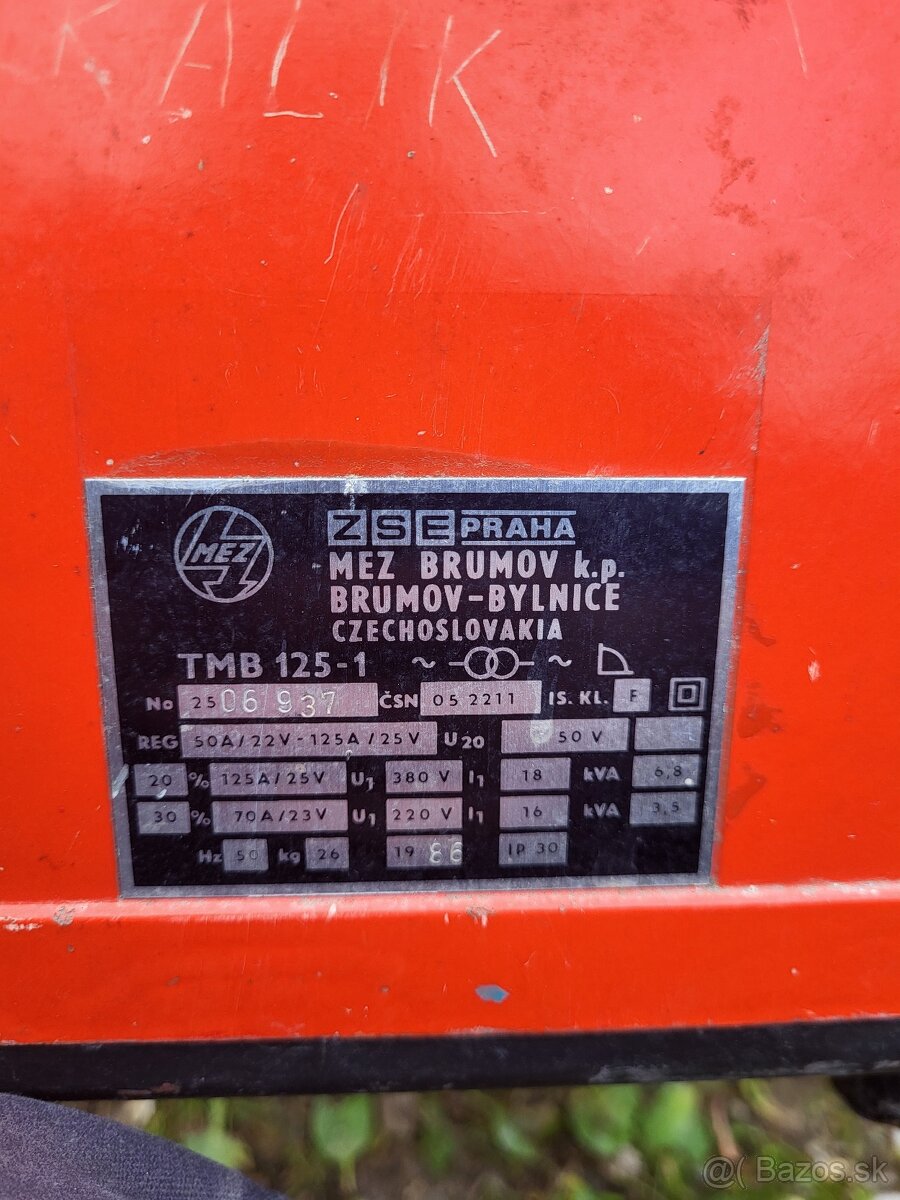 KALIK
MEZ
ZSE PRAHA
MEZ BRUMOV k.p.
BRUMOV-BYLNICE
CZECHOSLOVAKIA
TMB 125-1 ~ ~
No 2506937 ČSN 05 2211 IS. KL. F
REG 50A/22V-125A/25V U20 50 V
20 % 125A/25V U1 380 V I1 18 kVA 6,8
30 % 70A/23V U1 220 V I1 16 kVA 3,5
Hz 50 kg 26 1986 IP 30
@( Bazos.sk